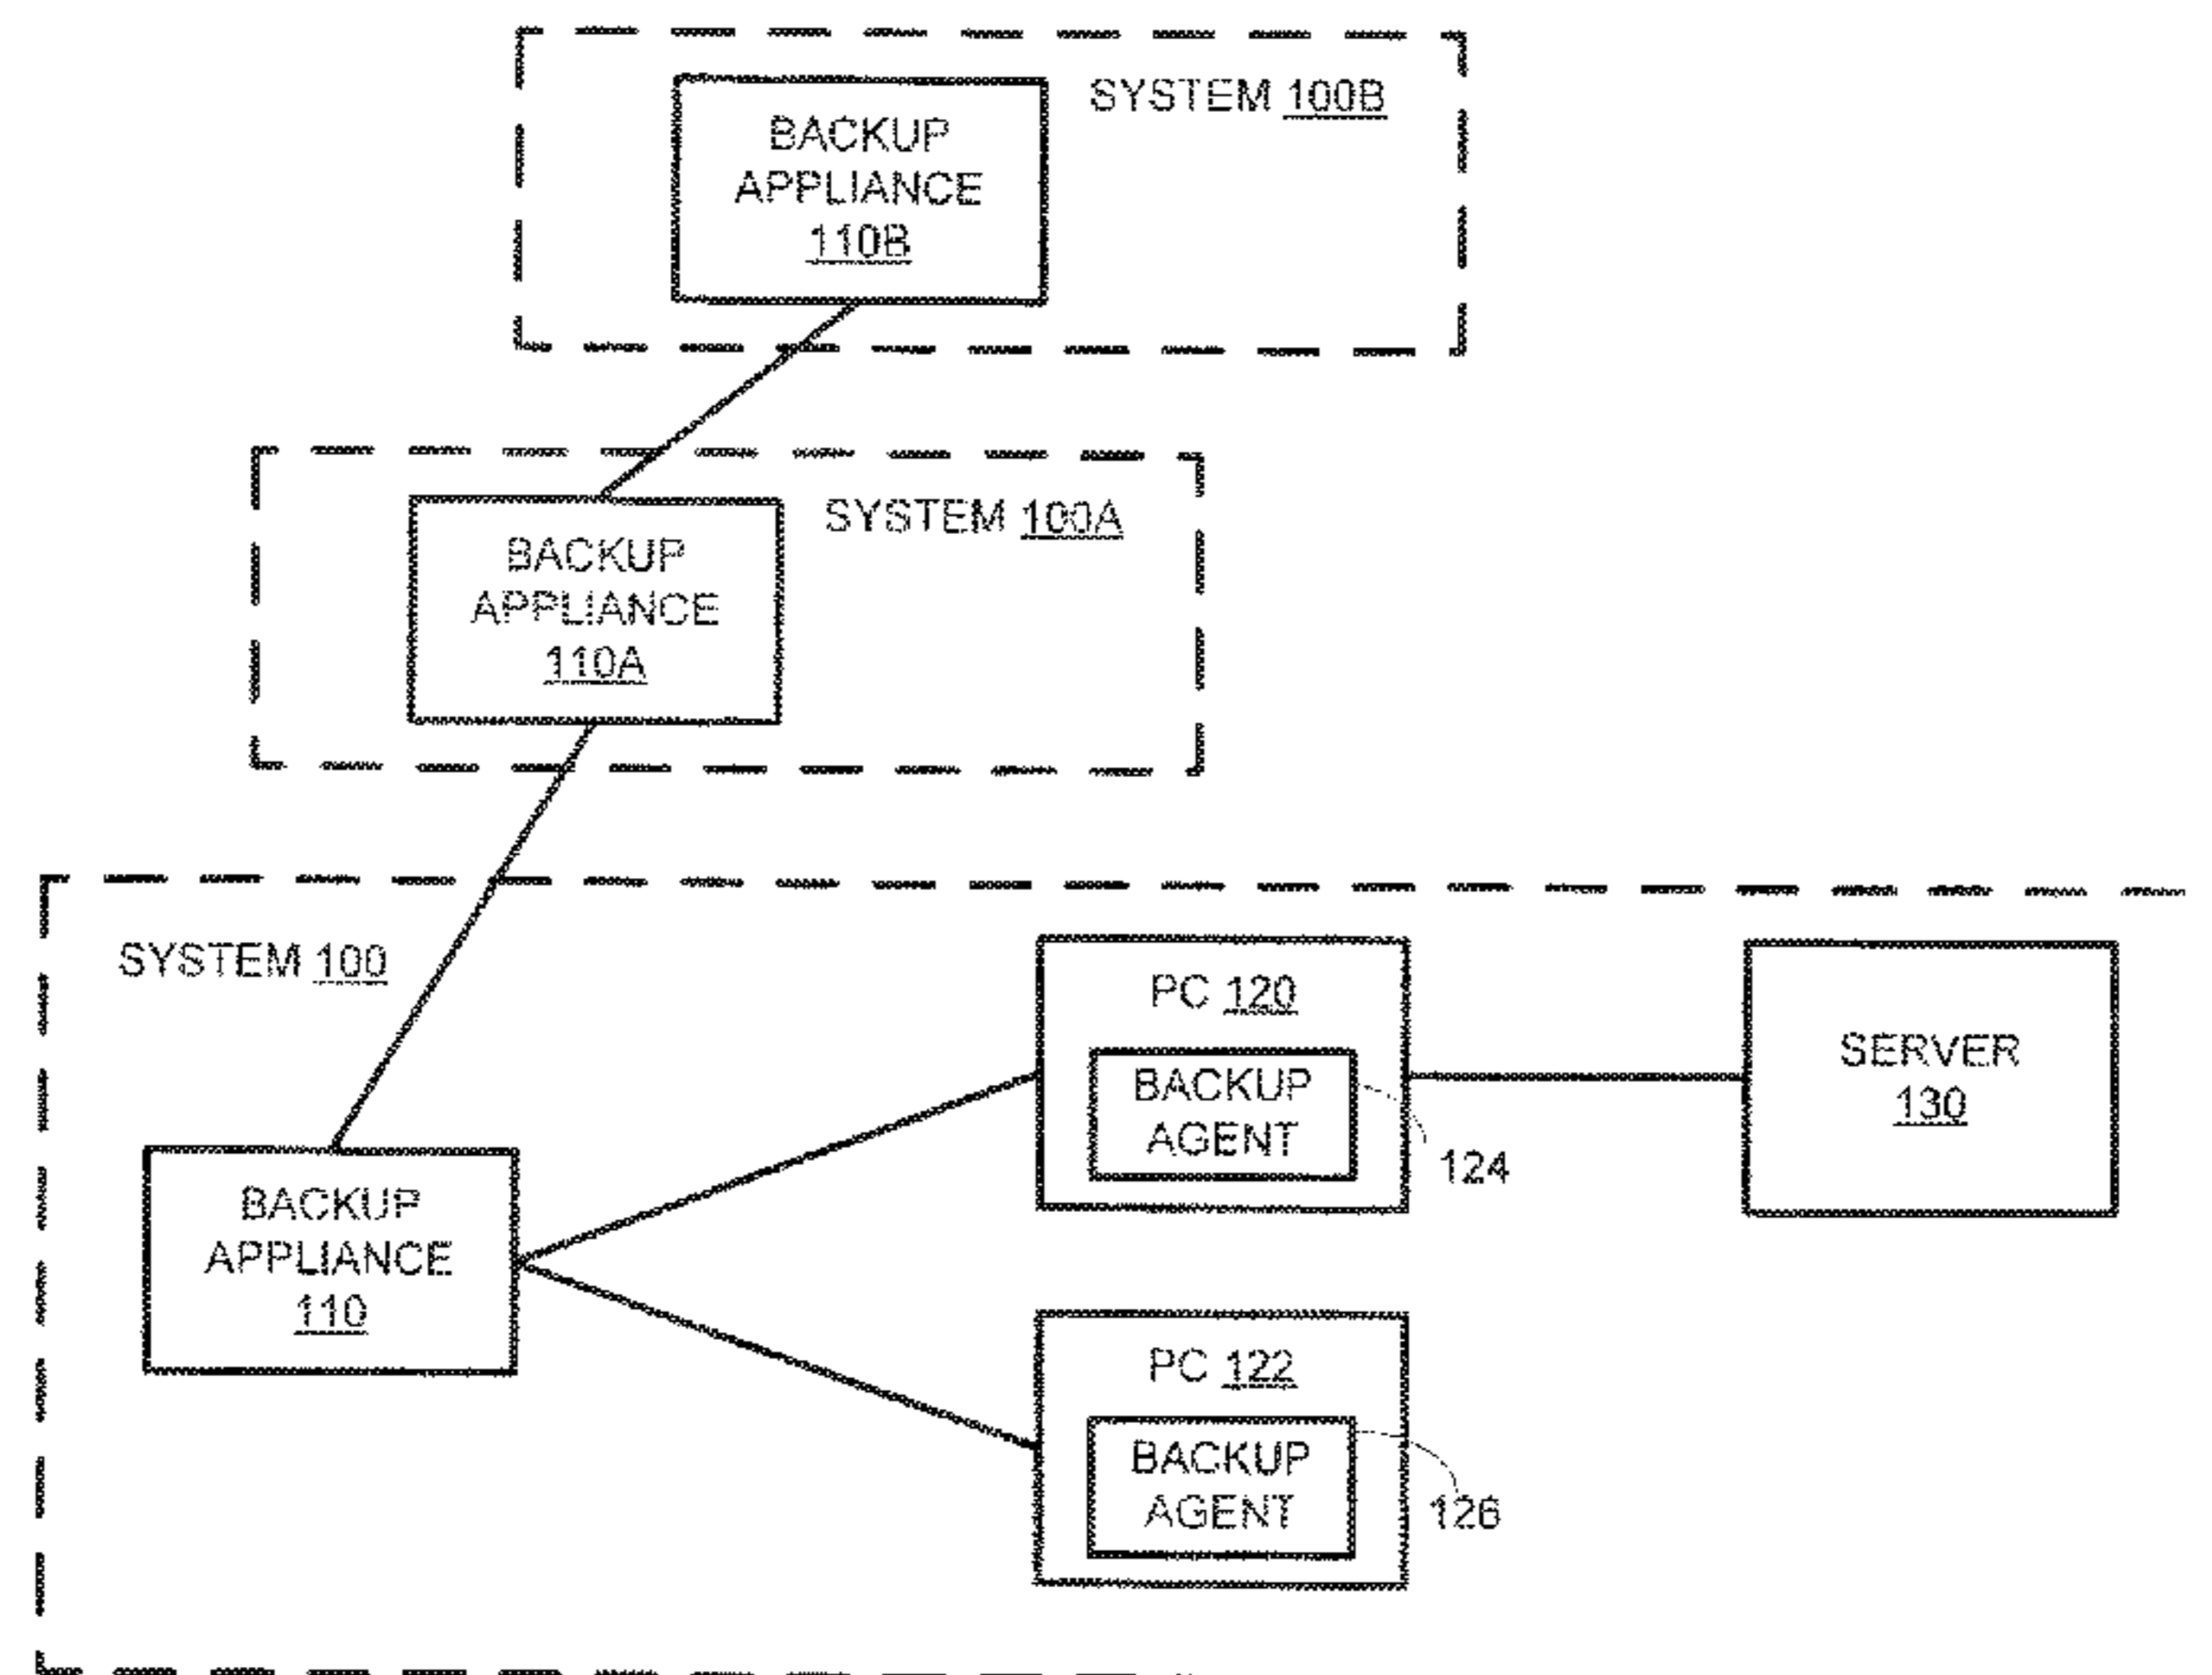 SYSTEM 100B
BACKUP
APPLIANCE
110B
SYSTEM 100A
BACKUP
APPLIANCE
110A
SYSTEM 100
PC 120
BACKUP
AGENT
124
SERVER
130
BACKUP
APPLIANCE
110
PC 122
BACKUP
AGENT
126